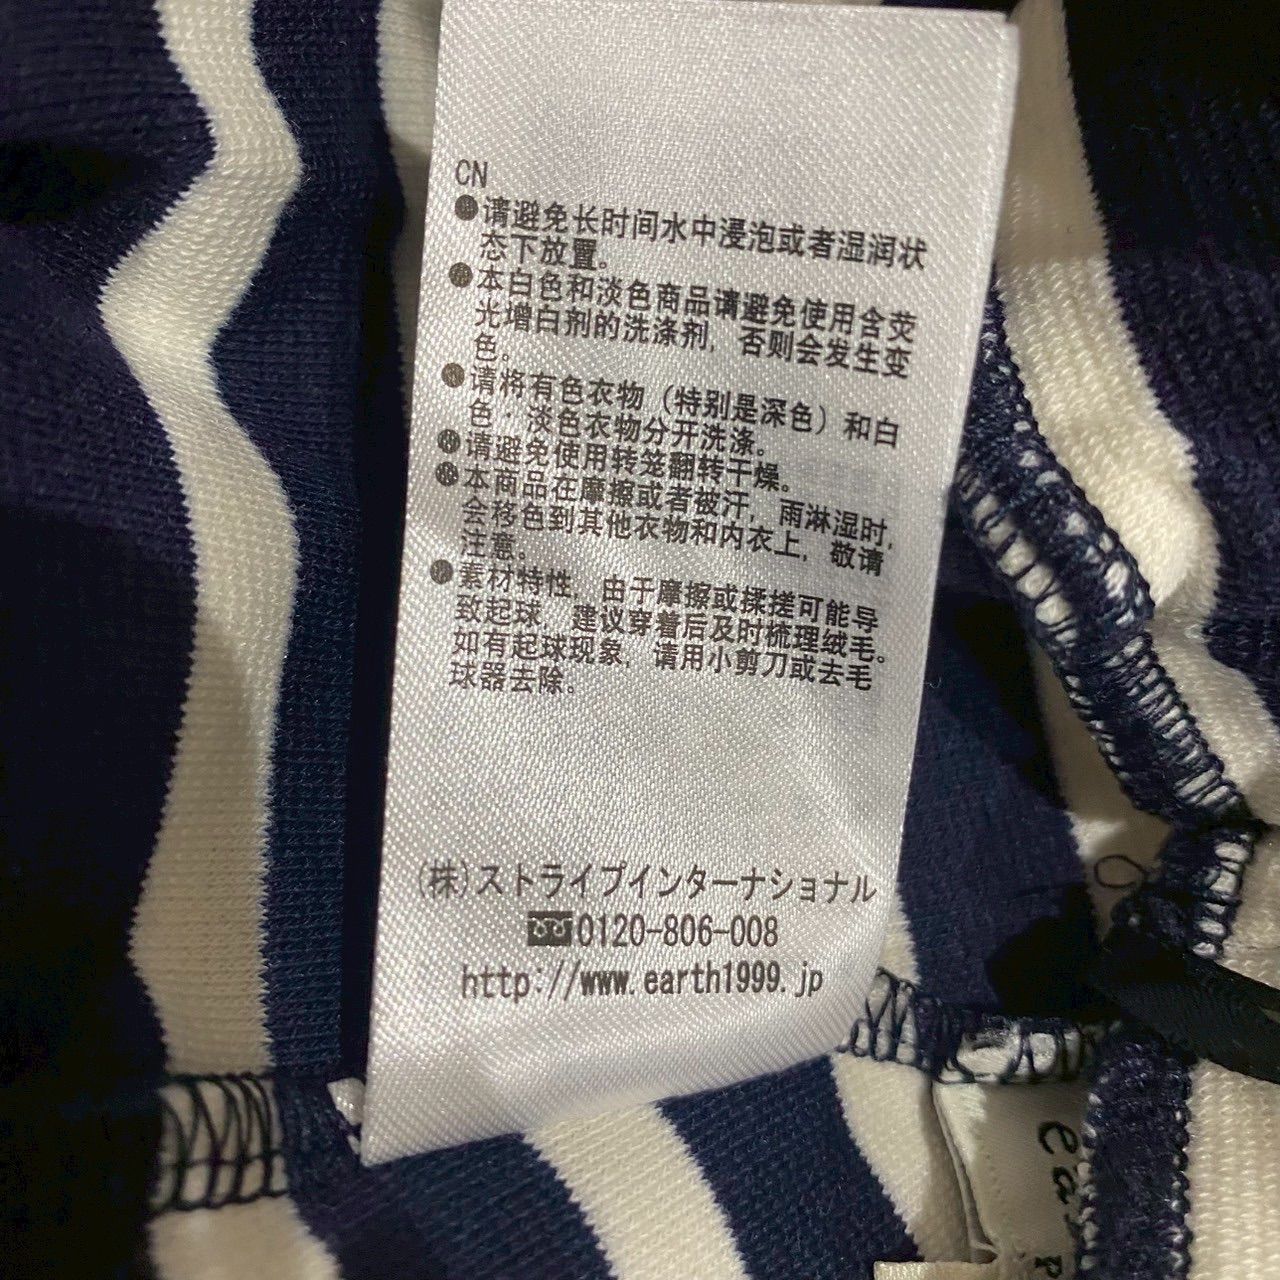 CN
●请避免长时间水中浸泡或者湿润状
态下放置。
●本白色和淡色商品请避免使用含荧
光增白剂的洗涤剂，否则会发生变
色。
●请将有色衣物（特别是深色）和白
色・淡色衣物分开洗涤。
●请避免使用转笼翻转干燥。
●本商品在摩擦或者被汗，雨淋湿时，
会移色到其他衣物和内衣上，敬请
注意。
●素材特性，由于摩擦或揉搓可能导
致起球，建议穿着后及时梳理绒毛。
如有起球现象，请用小剪刀或去毛
球器去除。
(株)ストライプインターナショナル
0120-806-008
http://www.earth1999.jp